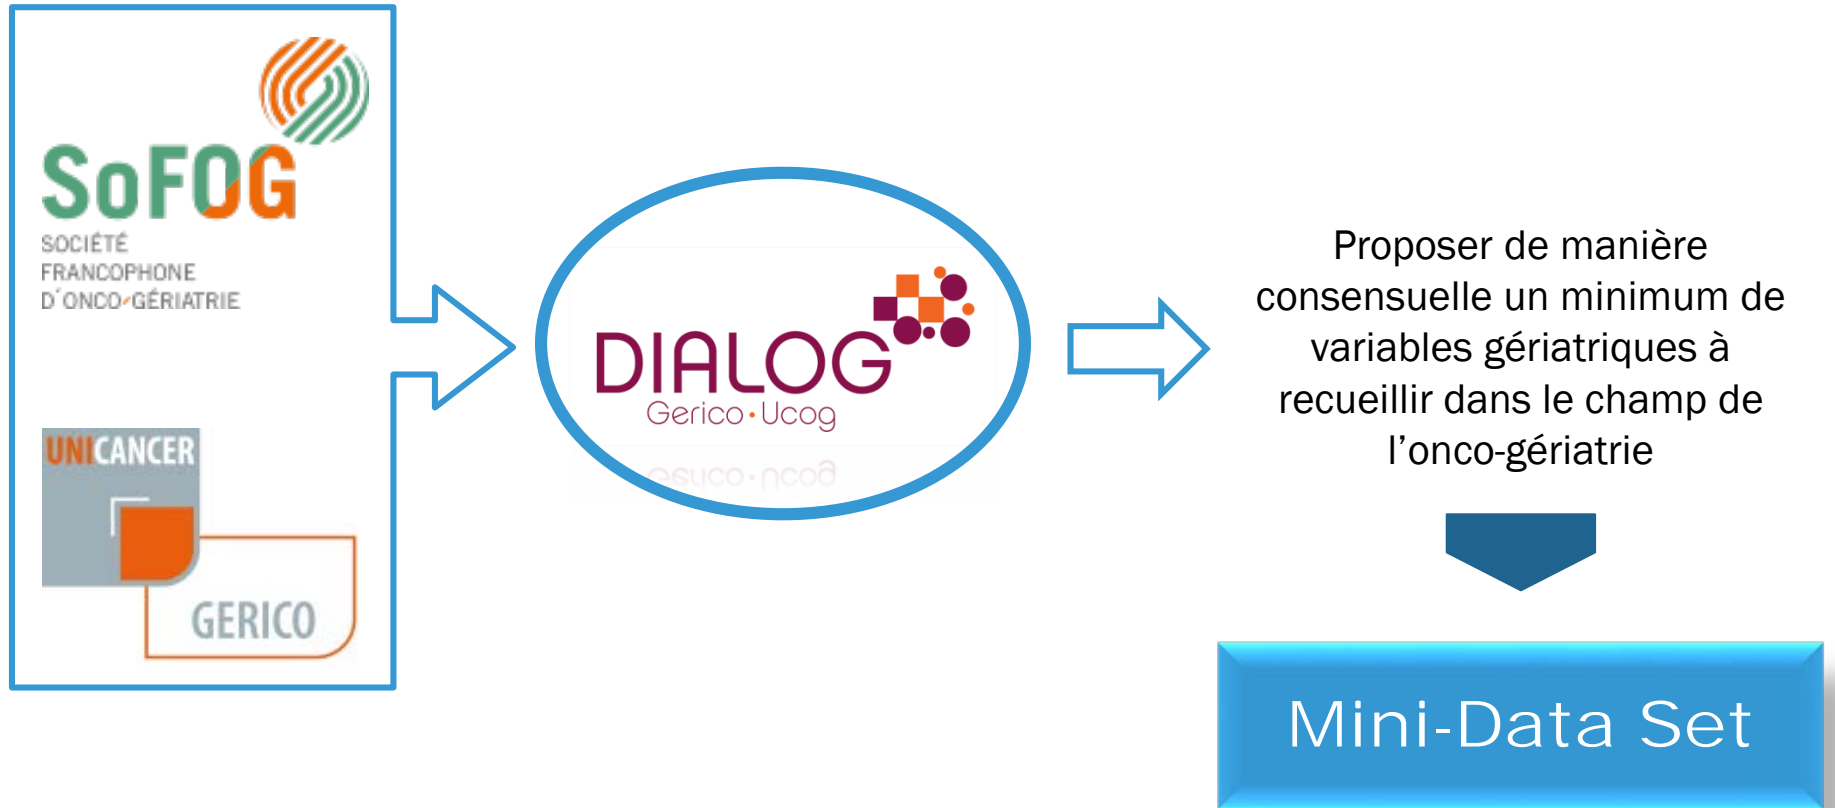 SoFOG
SOCIÉTÉ
FRANCOPHONE
D'ONCO-GÉRIATRIE
UNICANCER
GERICO
DIALOG
Gerico • Ucog
Proposer de manière
consensuelle un minimum de
variables gériatriques à
recueillir dans le champ de
l’onco-gériatrie
Mini-Data Set